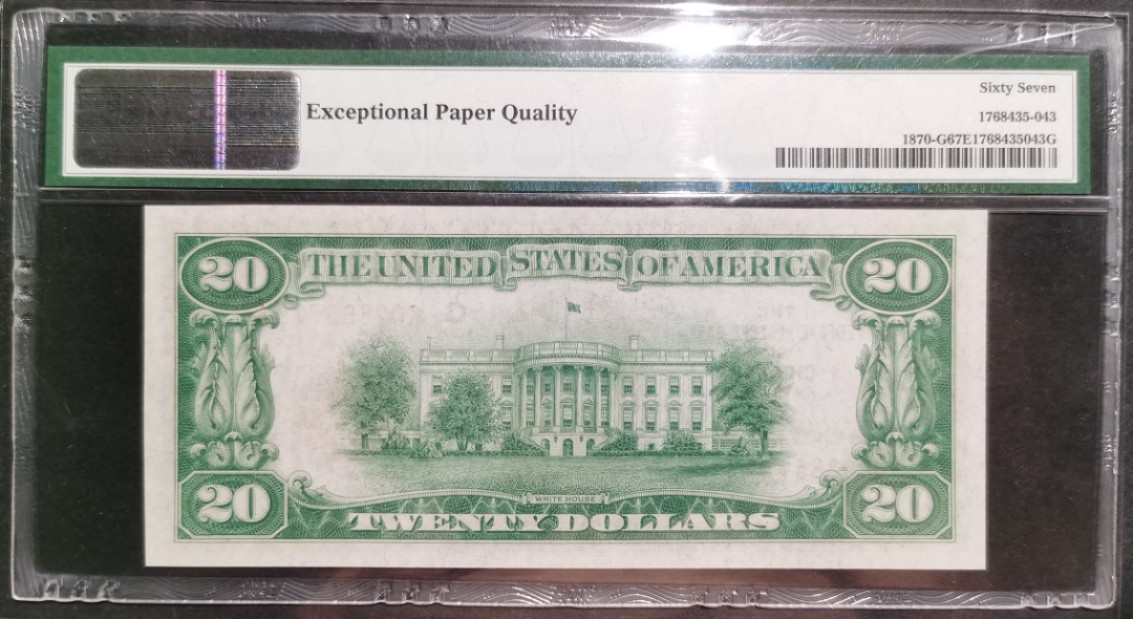 Sixty Seven
Exceptional Paper Quality
1768435-043
1870-G67E1768435043G
20 THE UNITED STATES OF AMERICA 20
WHITE HOUSE
20 TWENTY DOLLARS 20